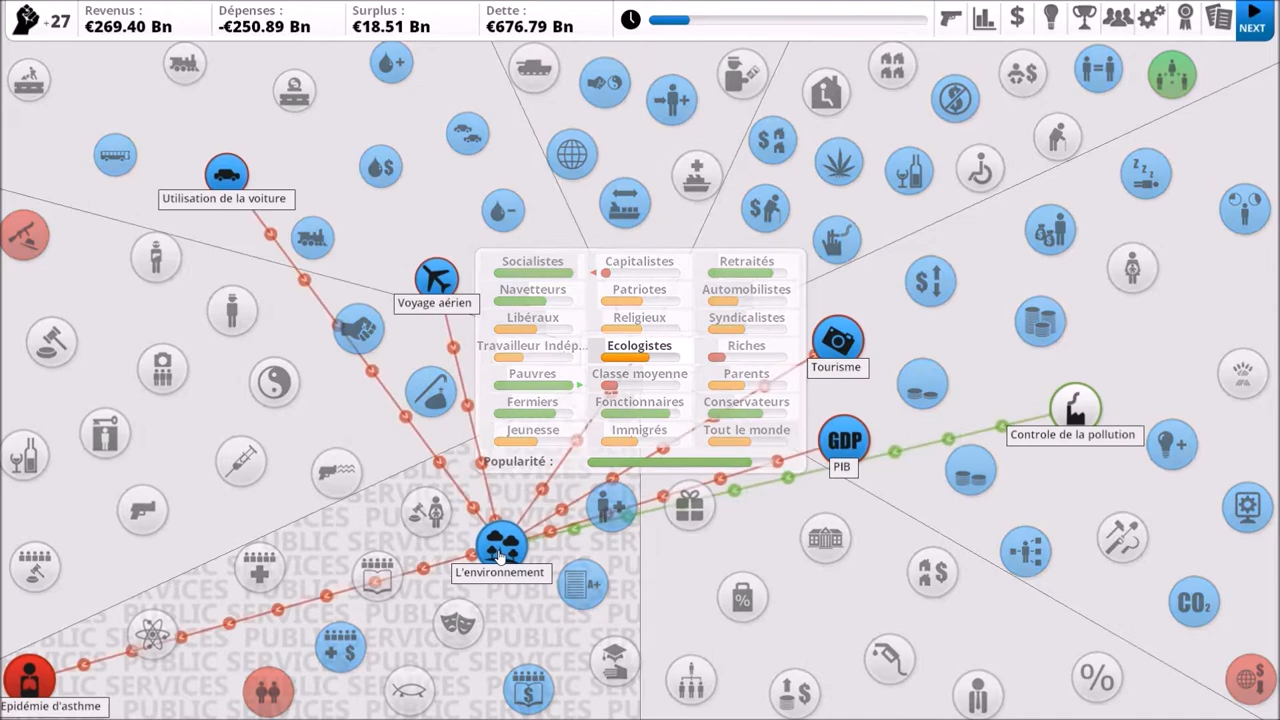 Revenus : Dépenses : Surplus : Dette :
+27 €269.40 Bn -€250.89 Bn €18.51 Bn €676.79 Bn
NEXT
Utilisation de la voiture
Voyage aérien
Socialistes Capitalistes Retraités
Navetteurs Patriotes Automobilistes
Libéraux Religieux Syndicalistes
Travailleur Indép... Ecologistes Riches
Pauvres Classe moyenne Parents
Fermiers Fonctionnaires Conservateurs
Jeunesse Immigrés Tout le monde
Popularité :
Tourisme
Controle de la pollution
GDP
PIB
L'environnement
A+
CO₂
%
%
Epidémie d'asthme
PUBLIC SERVICES PUBLIC SERVICES